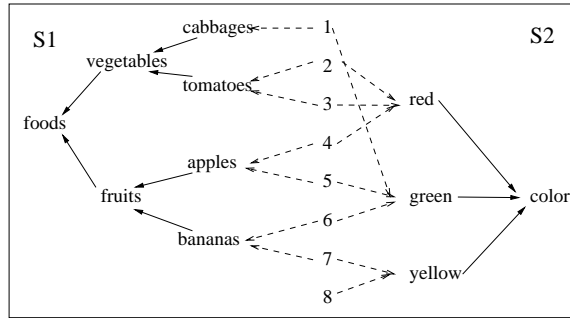 S1
S2
cabbages
1
vegetables
2
tomatoes
3
red
foods
4
apples
5
fruits
green
color
6
bananas
7
yellow
8